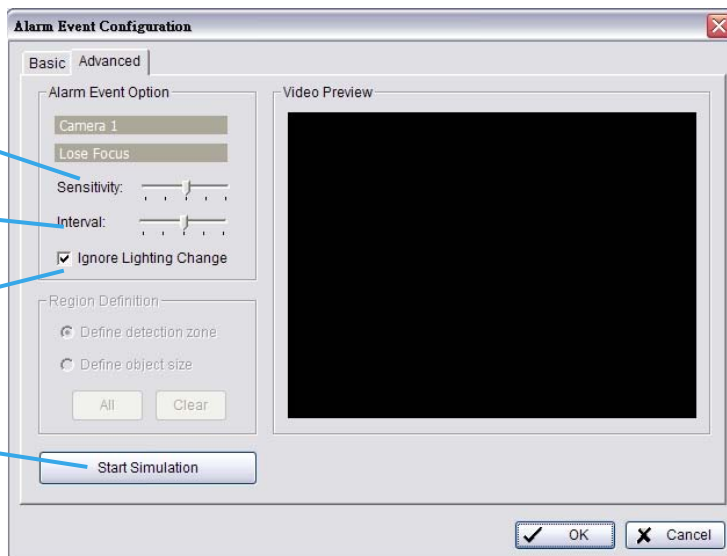 Alarm Event Configuration
Basic
Advanced
Alarm Event Option
Camera 1
Lose Focus
Sensitivity:
Interval:
Ignore Lighting Change
Region Definition
Define detection zone
Define object size
All
Clear
Start Simulation
Video Preview
OK
Cancel